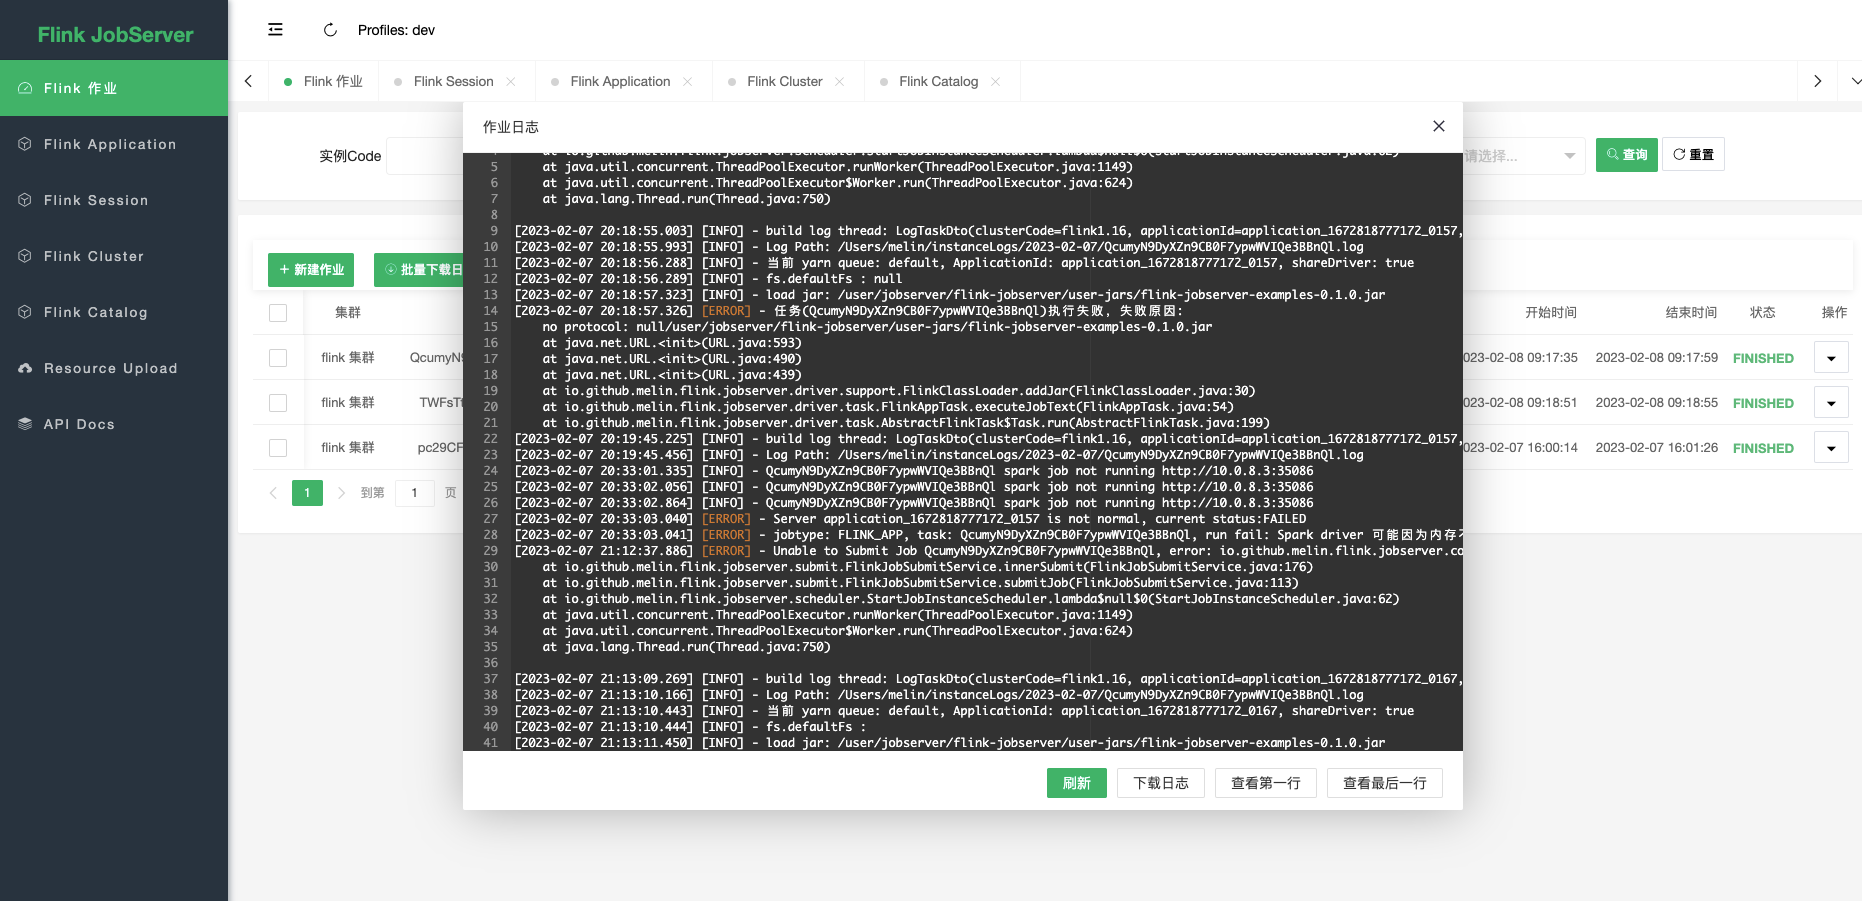 Flink JobServer
Profiles: dev
Flink 作业
Flink Application
Flink Session
Flink Cluster
Flink Catalog
Resource Upload
API Docs
Flink 作业
Flink Session
Flink Application
Flink Cluster
Flink Catalog
实例Code
请选择...
查询
重置
新建作业
批量下载日
集群
开始时间
结束时间
状态
操作
flink 集群
QcumyN9
023-02-08 09:17:35
2023-02-08 09:17:59
FINISHED
flink 集群
TWFsTt
023-02-08 09:18:51
2023-02-08 09:18:55
FINISHED
flink 集群
pc29CF
023-02-07 16:00:14
2023-02-07 16:01:26
FINISHED
1
到第
1
页
作业日志
5 at java.util.concurrent.ThreadPoolExecutor.runWorker(ThreadPoolExecutor.java:1149)
6 at java.util.concurrent.ThreadPoolExecutor$Worker.run(ThreadPoolExecutor.java:624)
7 at java.lang.Thread.run(Thread.java:750)
8
9 [2023-02-07 20:18:55.003] [INFO] - build log thread: LogTaskDto(clusterCode=flink1.16, applicationId=application_1672818777172_0157,
10 [2023-02-07 20:18:55.993] [INFO] - Log Path: /Users/melin/instanceLogs/2023-02-07/QcumyN9DyXZn9CB0F7ypwWVIQe3BBnQl.log
11 [2023-02-07 20:18:56.288] [INFO] - 当前 yarn queue: default, ApplicationId: application_1672818777172_0157, shareDriver: true
12 [2023-02-07 20:18:56.289] [INFO] - fs.defaultFs : null
13 [2023-02-07 20:18:57.323] [INFO] - load jar: /user/jobserver/flink-jobserver/user-jars/flink-jobserver-examples-0.1.0.jar
14 [2023-02-07 20:18:57.326] [ERROR] - 任务(QcumyN9DyXZn9CB0F7ypwWVIQe3BBnQl)执行失败, 失败原因:
15 no protocol: null/user/jobserver/flink-jobserver/user-jars/flink-jobserver-examples-0.1.0.jar
16 at java.net.URL.<init>(URL.java:593)
17 at java.net.URL.<init>(URL.java:490)
18 at java.net.URL.<init>(URL.java:439)
19 at io.github.melin.flink.jobserver.driver.support.FlinkClassLoader.addJar(FlinkClassLoader.java:30)
20 at io.github.melin.flink.jobserver.driver.task.FlinkAppTask.executeJobText(FlinkAppTask.java:54)
21 at io.github.melin.flink.jobserver.driver.task.AbstractFlinkTask$Task.run(AbstractFlinkTask.java:199)
22 [2023-02-07 20:19:45.225] [INFO] - build log thread: LogTaskDto(clusterCode=flink1.16, applicationId=application_1672818777172_0157,
23 [2023-02-07 20:19:45.456] [INFO] - Log Path: /Users/melin/instanceLogs/2023-02-07/QcumyN9DyXZn9CB0F7ypwWVIQe3BBnQl.log
24 [2023-02-07 20:33:01.335] [INFO] - QcumyN9DyXZn9CB0F7ypwWVIQe3BBnQl spark job not running http://10.0.8.3:35086
25 [2023-02-07 20:33:02.056] [INFO] - QcumyN9DyXZn9CB0F7ypwWVIQe3BBnQl spark job not running http://10.0.8.3:35086
26 [2023-02-07 20:33:02.864] [INFO] - QcumyN9DyXZn9CB0F7ypwWVIQe3BBnQl spark job not running http://10.0.8.3:35086
27 [2023-02-07 20:33:03.040] [ERROR] - Server application_1672818777172_0157 is not normal, current status:FAILED
28 [2023-02-07 20:33:03.041] [ERROR] - jobtype: FLINK_APP, task: QcumyN9DyXZn9CB0F7ypwWVIQe3BBnQl, run fail: Spark driver 可能因为内存不
29 [2023-02-07 21:12:37.886] [ERROR] - Unable to Submit Job QcumyN9DyXZn9CB0F7ypwWVIQe3BBnQl, error: io.github.melin.flink.jobserver.co
30 at io.github.melin.flink.jobserver.submit.FlinkJobSubmitService.innerSubmit(FlinkJobSubmitService.java:176)
31 at io.github.melin.flink.jobserver.submit.FlinkJobSubmitService.submitJob(FlinkJobSubmitService.java:113)
32 at io.github.melin.flink.jobserver.scheduler.StartJobInstanceScheduler.lambda$null$0(StartJobInstanceScheduler.java:62)
33 at java.util.concurrent.ThreadPoolExecutor.runWorker(ThreadPoolExecutor.java:1149)
34 at java.util.concurrent.ThreadPoolExecutor$Worker.run(ThreadPoolExecutor.java:624)
35 at java.lang.Thread.run(Thread.java:750)
36
37 [2023-02-07 21:13:09.269] [INFO] - build log thread: LogTaskDto(clusterCode=flink1.16, applicationId=application_1672818777172_0167,
38 [2023-02-07 21:13:10.166] [INFO] - Log Path: /Users/melin/instanceLogs/2023-02-07/QcumyN9DyXZn9CB0F7ypwWVIQe3BBnQl.log
39 [2023-02-07 21:13:10.443] [INFO] - 当前 yarn queue: default, ApplicationId: application_1672818777172_0167, shareDriver: true
40 [2023-02-07 21:13:10.444] [INFO] - fs.defaultFs :
41 [2023-02-07 21:13:11.450] [INFO] - load jar: /user/jobserver/flink-jobserver/user-jars/flink-jobserver-examples-0.1.0.jar
刷新
下载日志
查看第一行
查看最后一行